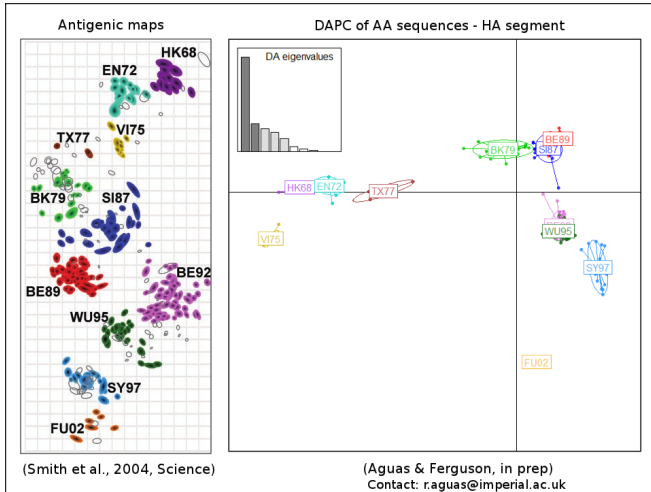 Antigenic maps
HK68
EN72
VI75
TX77
BK79
SI87
BE89
BE92
WU95
SY97
FU02
(Smith et al., 2004, Science)
DAPC of AA sequences - HA segment
DA eigenvalues
BE89
BK79
SI87
HK68
EN72
TX77
VI75
WU95
SY97
FU02
(Aguas & Ferguson, in prep)
Contact: r.aguas@imperial.ac.uk